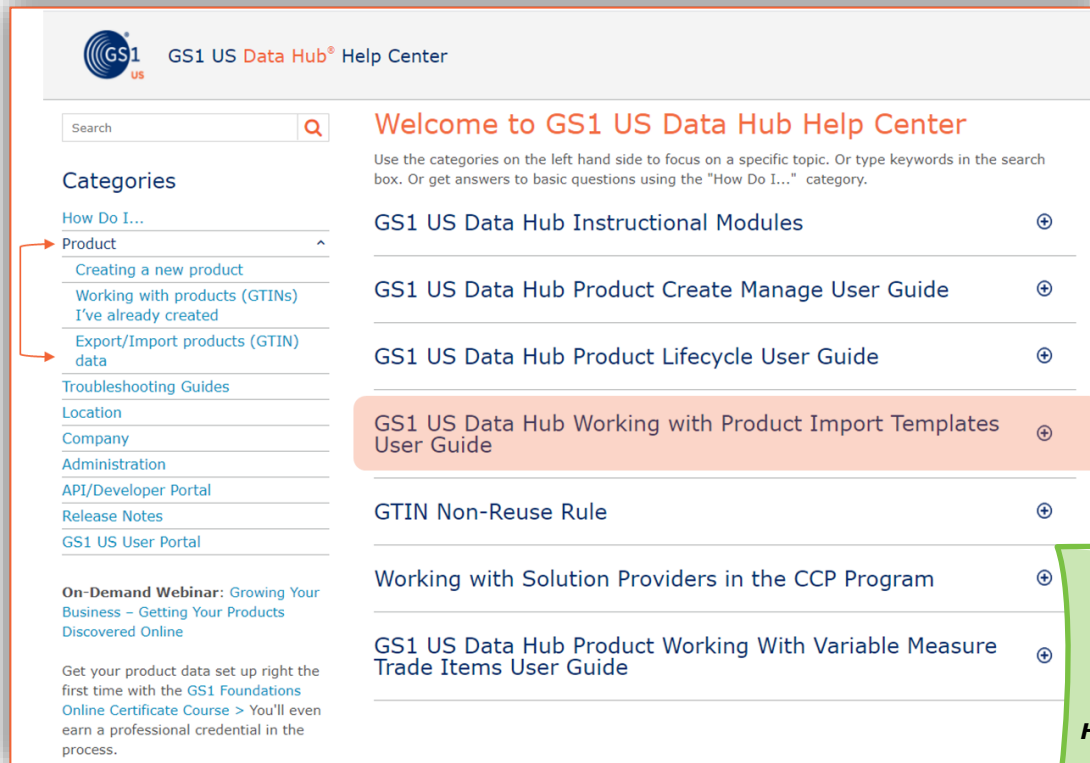 GS1 US
GS1 US Data Hub® Help Center
Search
Categories
How Do I...
Product
Creating a new product
Working with products (GTINs)
I've already created
Export/Import products (GTIN)
data
Troubleshooting Guides
Location
Company
Administration
API/Developer Portal
Release Notes
GS1 US User Portal
On-Demand Webinar: Growing Your
Business – Getting Your Products
Discovered Online
Get your product data set up right the
first time with the GS1 Foundations
Online Certificate Course > You'll even
earn a professional credential in the
process.
Welcome to GS1 US Data Hub Help Center
Use the categories on the left hand side to focus on a specific topic. Or type keywords in the search
box. Or get answers to basic questions using the "How Do I..." category.
GS1 US Data Hub Instructional Modules
GS1 US Data Hub Product Create Manage User Guide
GS1 US Data Hub Product Lifecycle User Guide
GS1 US Data Hub Working with Product Import Templates
User Guide
GTIN Non-Reuse Rule
Working with Solution Providers in the CCP Program
GS1 US Data Hub Product Working With Variable Measure
Trade Items User Guide